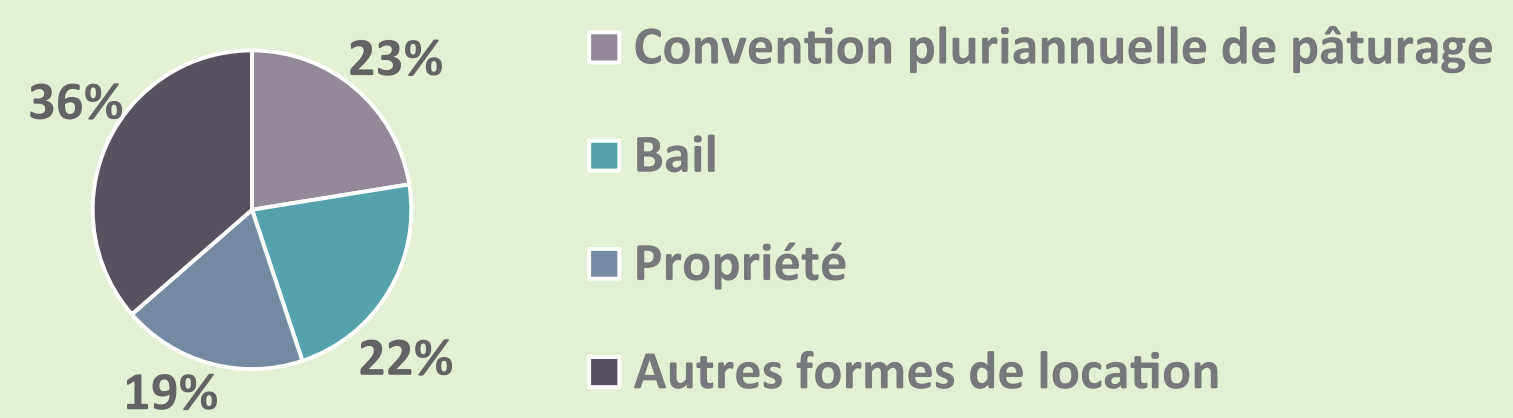 23%
36%
22%
19%
Convention pluriannuelle de pâturage
Bail
Propriété
Autres formes de location